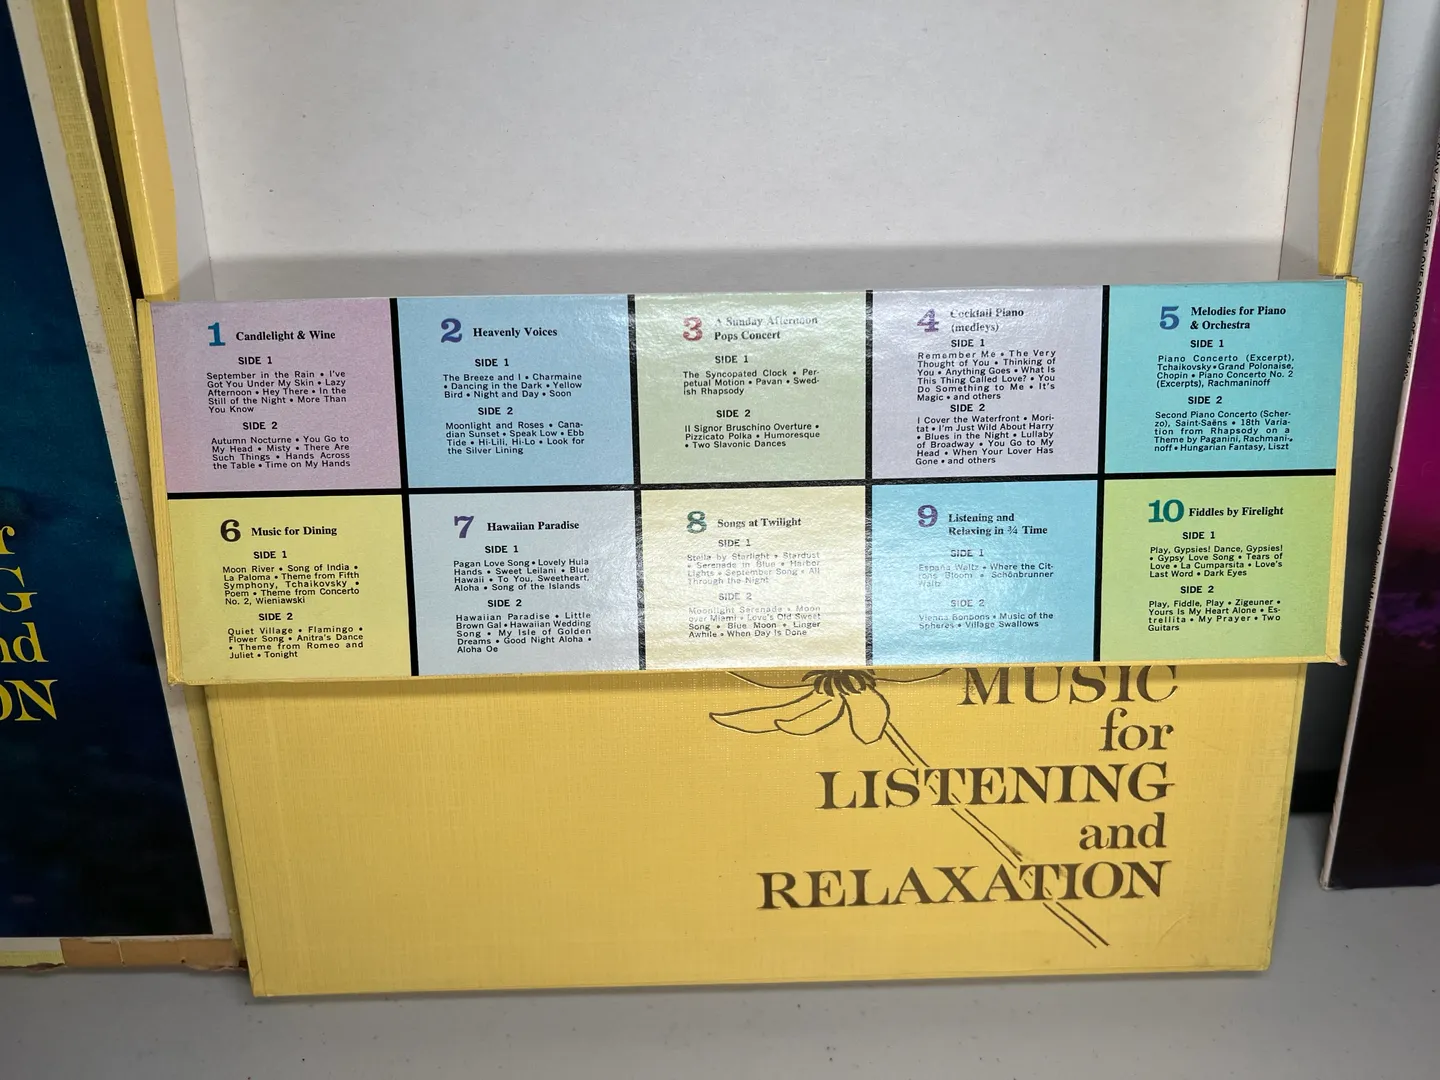 1 Candlelight & Wine
SIDE 1
September in the Rain • I've
Got You Under My Skin • Lazy
Afternoon • Hey There • In the
Still of the Night • More Than
You Know
SIDE 2
Autumn Nocturne • You Go to
My Head • Misty • There Are
Such Things • Hands Across
the Table • Time on My Hands
2 Heavenly Voices
SIDE 1
The Breeze and I • Charmaine
• Dancing in the Dark • Yellow
Bird • Night and Day • Soon
SIDE 2
Moonlight and Roses • Cana-
dian Sunset • Speak Low • Ebb
Tide • Hi-Lili, Hi-Lo • Look for
the Silver Lining
3 A Sunday Afternoon
Pops Concert
SIDE 1
The Syncopated Clock • Per-
petual Motion • Pavan • Swed-
ish Rhapsody
SIDE 2
Il Signor Bruschino Overture •
Pizzicato Polka • Humoresque
• Two Slavonic Dances
4 Cocktail Piano
(medleys)
SIDE 1
Remember Me • The Very
Thought of You • Thinking of
You • Anything Goes • What Is
This Thing Called Love? • You
Do Something to Me • It's
Magic • and others
SIDE 2
I Cover the Waterfront • Mori-
tat • I'm Just Wild About Harry
• Blues in the Night • Lullaby
of Broadway • You Go to My
Head • When Your Lover Has
Gone • and others
5 Melodies for Piano
& Orchestra
SIDE 1
Piano Concerto (Excerpt),
Tchaikovsky • Grand Polonaise,
Chopin • Piano Concerto No. 2
(Excerpts), Rachmaninoff
SIDE 2
Second Piano Concerto (Scher-
zo), Saint-Saëns • 18th Varia-
tion from Rhapsody on a
Theme by Paganini, Rachmani-
noff • Hungarian Fantasy, Liszt
6 Music for Dining
SIDE 1
Moon River • Song of India •
La Paloma • Theme from Fifth
Symphony, Tchaikovsky •
Poem • Theme from Concerto
No. 2, Wieniawski
SIDE 2
Quiet Village • Flamingo •
Flower Song • Anitra's Dance
• Theme from Romeo and
Juliet • Tonight
7 Hawaiian Paradise
SIDE 1
Pagan Love Song • Lovely Hula
Hands • Sweet Leilani • Blue
Hawaii • To You, Sweetheart,
Aloha • Song of the Islands
SIDE 2
Hawaiian Paradise • Little
Brown Gal • Hawaiian Wedding
Song • My Isle of Golden
Dreams • Good Night Aloha •
Aloha Oe
8 Songs at Twilight
SIDE 1
Stella by Starlight • Stardust
• Serenade in Blue • Harbor
Lights • September Song • All
Through the Night
SIDE 2
Moonlight Serenade • Moon
over Miami • Love's Old Sweet
Song • Blue Moon • Linger
Awhile • When Day Is Done
9 Listening and
Relaxing in ¾ Time
SIDE 1
España Waltz • Where the Cit-
rons Bloom • Schönbrunner
Waltz
SIDE 2
Vienna Bonbons • Music of the
Spheres • Village Swallows
10 Fiddles by Firelight
SIDE 1
Play, Gypsies! Dance, Gypsies!
• Gypsy Love Song • Tears of
Love • La Cumparsita • Love's
Last Word • Dark Eyes
SIDE 2
Play, Fiddle, Play • Zigeuner •
Yours Is My Heart Alone • Es-
trellita • My Prayer • Two
Guitars
MUSIC
for
LISTENING
and
RELAXATION